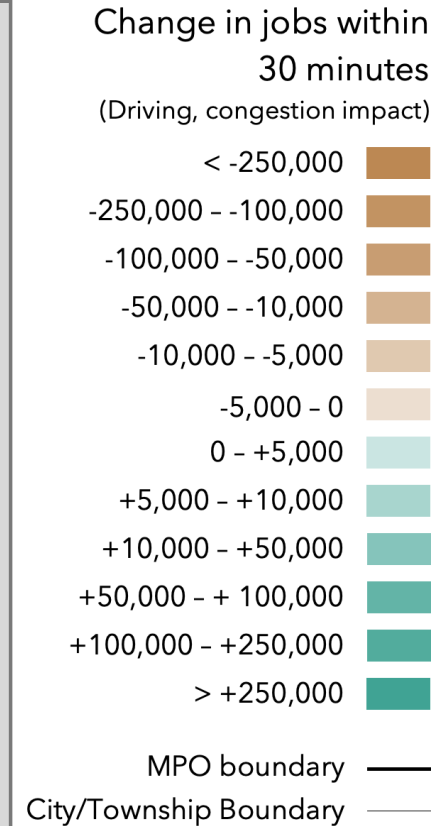 Change in jobs within
30 minutes
(Driving, congestion impact)
< -250,000
-250,000 – -100,000
-100,000 – -50,000
-50,000 – -10,000
-10,000 – -5,000
-5,000 – 0
0 – +5,000
+5,000 – +10,000
+10,000 – +50,000
+50,000 – + 100,000
+100,000 – +250,000
> +250,000
MPO boundary
City/Township Boundary